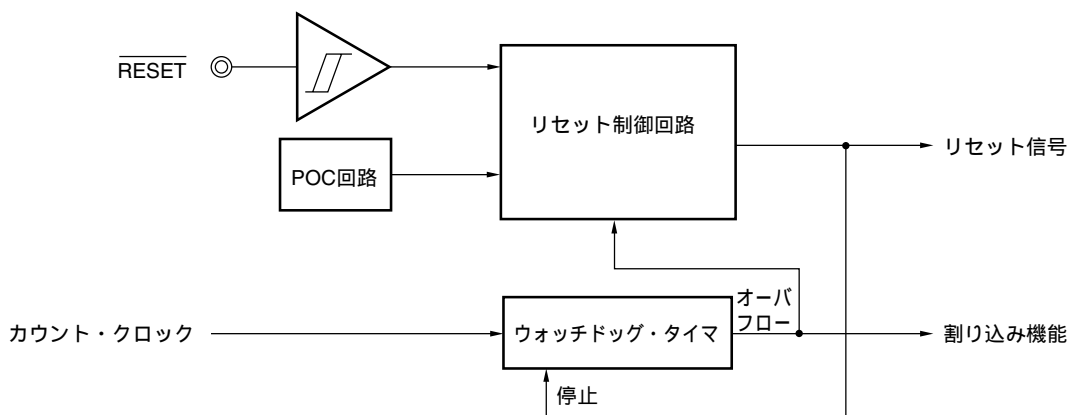 RESET
リセット制御回路
リセット信号
POC回路
オーバ
フロー
カウント・クロック
ウォッチドッグ・タイマ
割り込み機能
停止